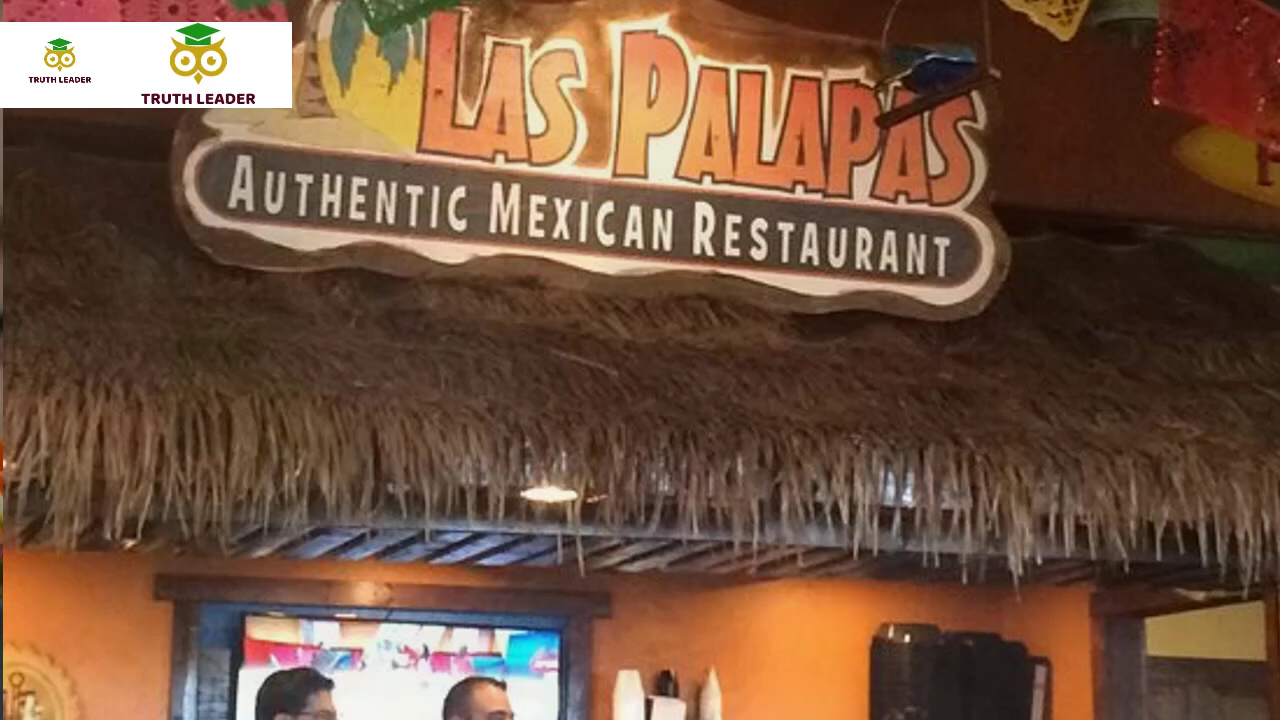 TRUTH LEADER
TRUTH LEADER
LAS PALAPAS
AUTHENTIC MEXICAN RESTAURANT